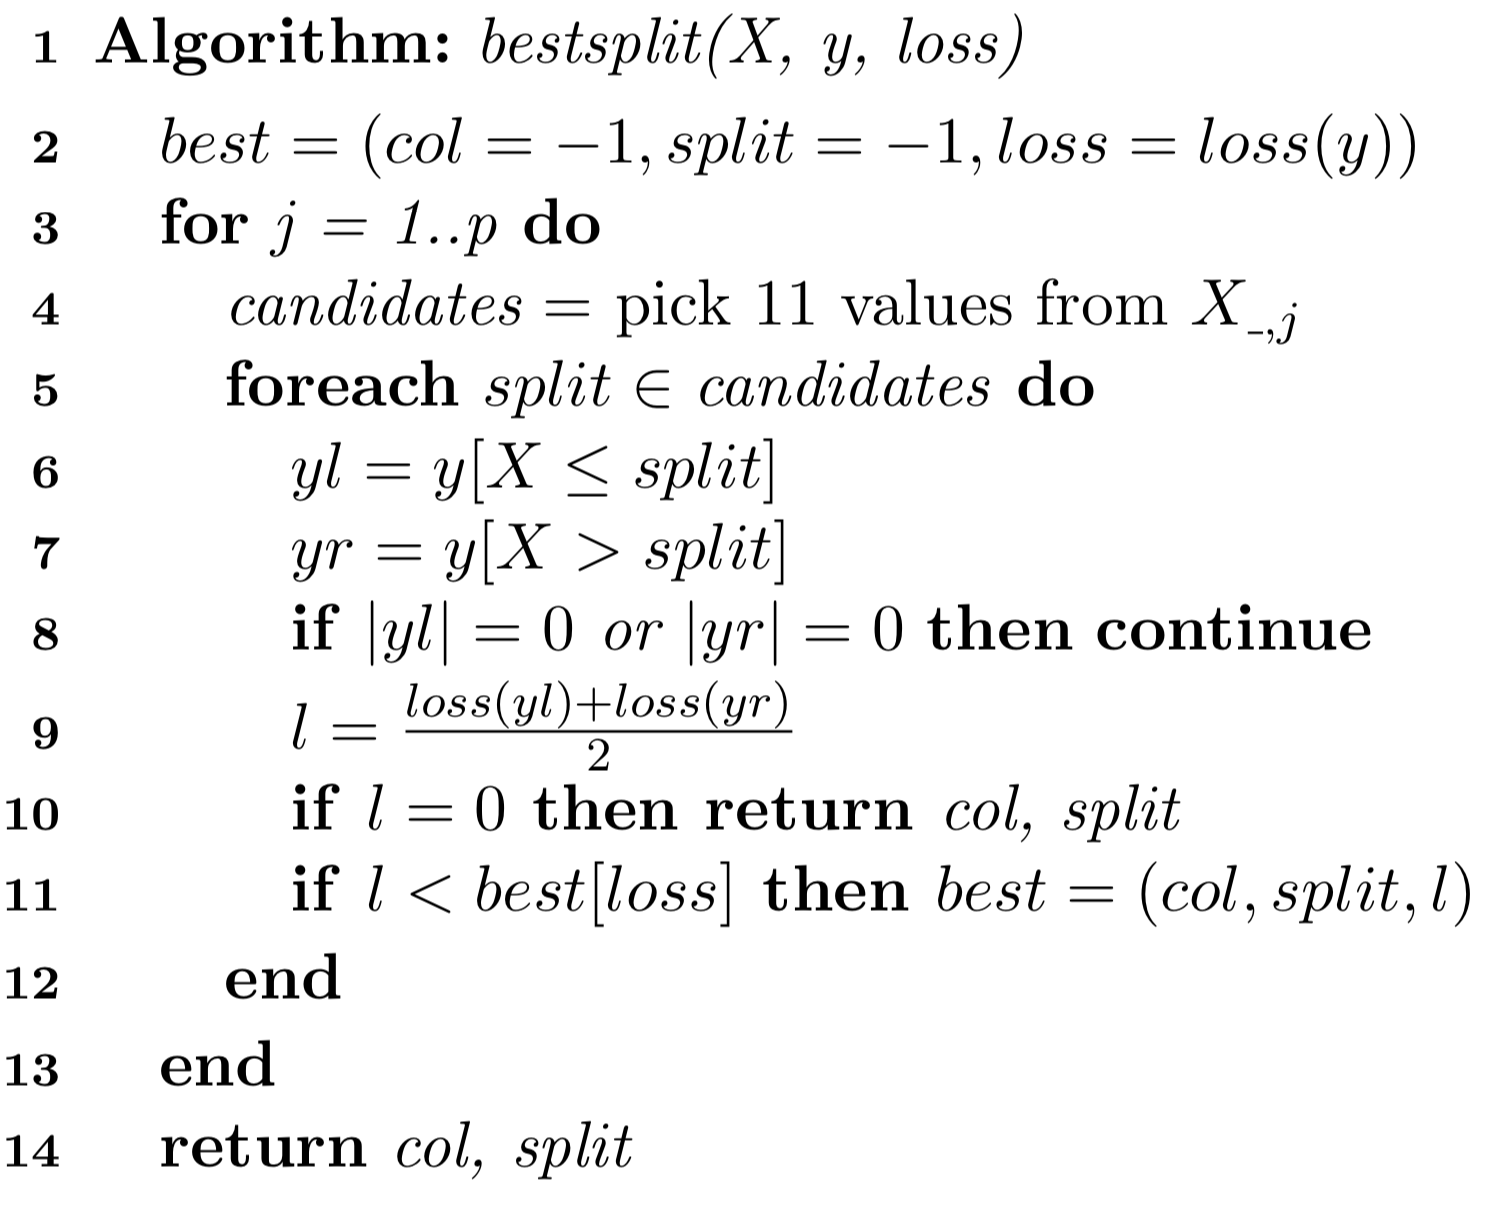 1 Algorithm: bestsplit(X, y, loss)
2 best = (col = −1, split = −1, loss = loss(y))
3 for j = 1..p do
4 candidates = pick 11 values from X_{_,j}
5 foreach split ∈ candidates do
6 yl = y[X ≤ split]
7 yr = y[X > split]
8 if |yl| = 0 or |yr| = 0 then continue
9 l = \frac{loss(yl)+loss(yr)}{2}
10 if l = 0 then return col, split
11 if l < best[loss] then best = (col, split, l)
12 end
13 end
14 return col, split